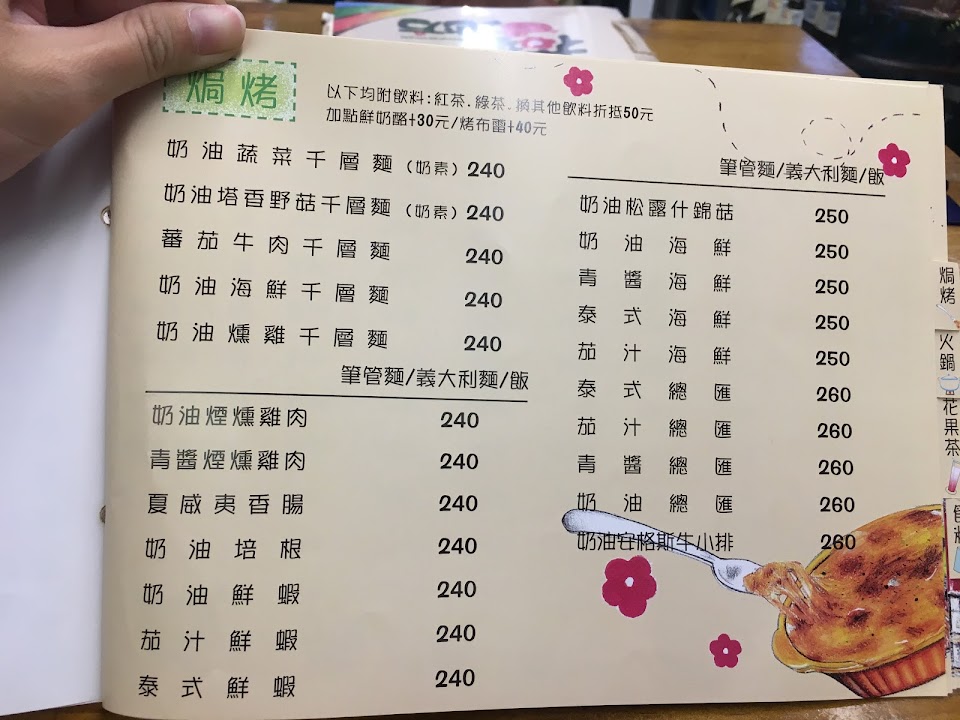 焗烤
以下均附飲料:紅茶.綠茶.換其他飲料折抵50元
加點鮮奶酪+30元/烤布蕾+40元
奶油蔬菜千層麵(奶素) 240
奶油塔香野菇千層麵(奶素) 240
蕃茄牛肉千層麵 240
奶油海鮮千層麵 240
奶油燻雞千層麵 240
筆管麵/義大利麵/飯
奶油煙燻雞肉 240
青醬煙燻雞肉 240
夏威夷香腸 240
奶油培根 240
奶油鮮蝦 240
茄汁鮮蝦 240
泰式鮮蝦 240
筆管麵/義大利麵/飯
奶油松露什錦菇 250
奶油海鮮 250
青醬海鮮 250
泰式海鮮 250
茄汁海鮮 250
泰式總匯 260
茄汁總匯 260
青醬總匯 260
奶油總匯 260
奶油安格斯牛小排 260
焗烤
火鍋
花果茶